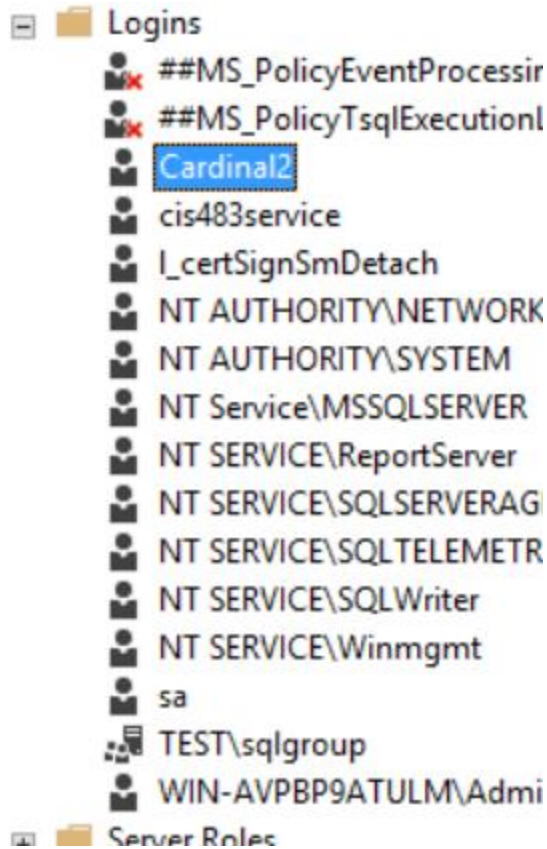 Logins
##MS_PolicyEventProcessin
##MS_PolicyTsqlExecutionL
Cardinal2
cis483service
l_certSignSmDetach
NT AUTHORITY\NETWORK
NT AUTHORITY\SYSTEM
NT Service\MSSQLSERVER
NT SERVICE\ReportServer
NT SERVICE\SQLSERVERAG
NT SERVICE\SQLTELEMETR
NT SERVICE\SQLWriter
NT SERVICE\Winmgmt
sa
TEST\sqlgroup
WIN-AVPBP9ATULM\Admi
Server Roles